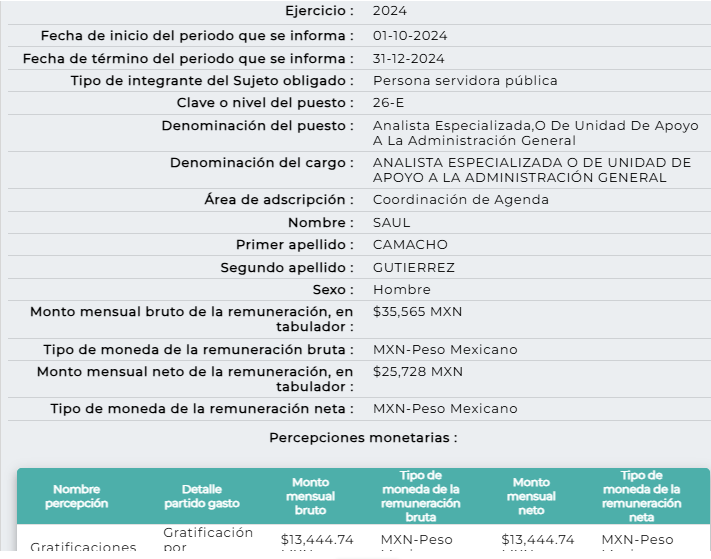 Ejercicio : 2024
Fecha de inicio del periodo que se informa : 01-10-2024
Fecha de término del periodo que se informa : 31-12-2024
Tipo de integrante del Sujeto obligado : Persona servidora pública
Clave o nivel del puesto : 26-E
Denominación del puesto : Analista Especializada,O De Unidad De Apoyo
A La Administración General
Denominación del cargo : ANALISTA ESPECIALIZADA O DE UNIDAD DE
APOYO A LA ADMINISTRACIÓN GENERAL
Área de adscripción : Coordinación de Agenda
Nombre : SAUL
Primer apellido : CAMACHO
Segundo apellido : GUTIERREZ
Sexo : Hombre
Monto mensual bruto de la remuneración, en $35,565 MXN
tabulador :
Tipo de moneda de la remuneración bruta : MXN-Peso Mexicano
Monto mensual neto de la remuneración, en $25,728 MXN
tabulador :
Tipo de moneda de la remuneración neta : MXN-Peso Mexicano
Percepciones monetarias :
Nombre percepción
Detalle partido gasto
Monto mensual bruto
Tipo de moneda de la remuneración bruta
Monto mensual neto
Tipo de moneda de la remuneración neta
Gratificaciones
Gratificación por
$13,444.74
MXN-Peso
$13,444.74
MXN-Peso